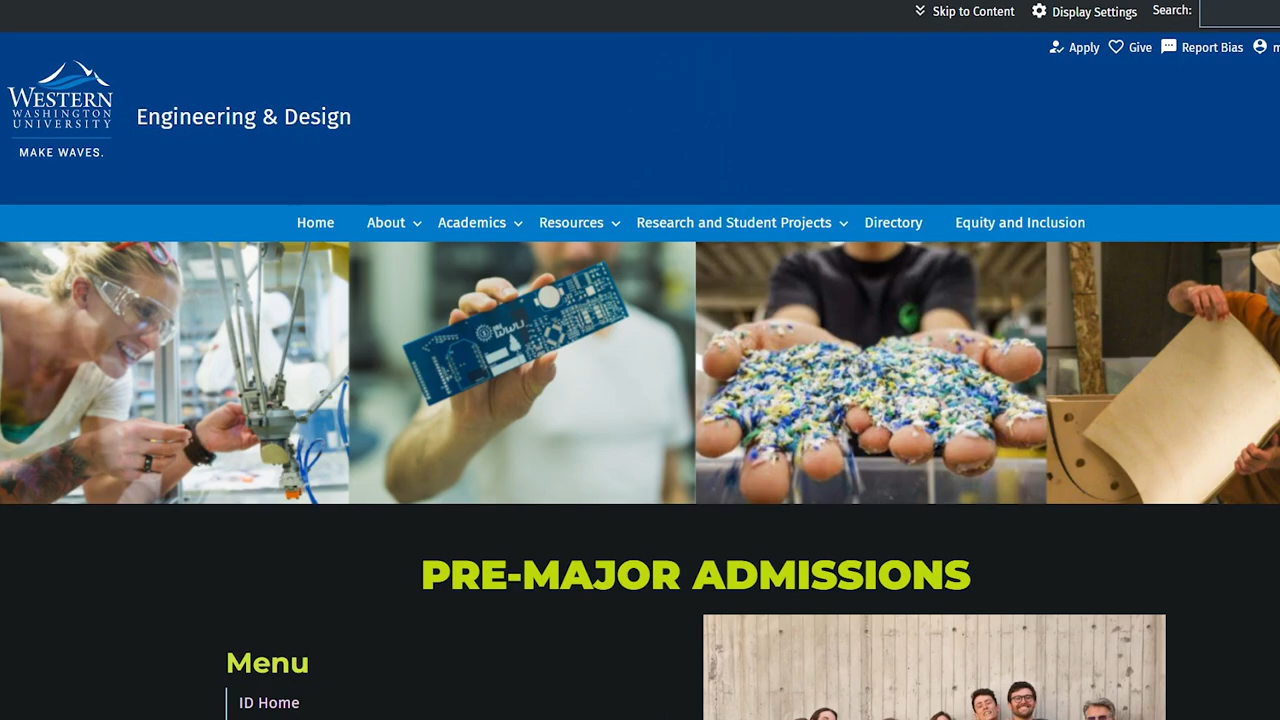 Skip to Content
Display Settings
Search:
Apply
Give
Report Bias
WESTERN
WASHINGTON
UNIVERSITY
MAKE WAVES.
Engineering & Design
Home
About
Academics
Resources
Research and Student Projects
Directory
Equity and Inclusion
WWU
PRE-MAJOR ADMISSIONS
Menu
ID Home